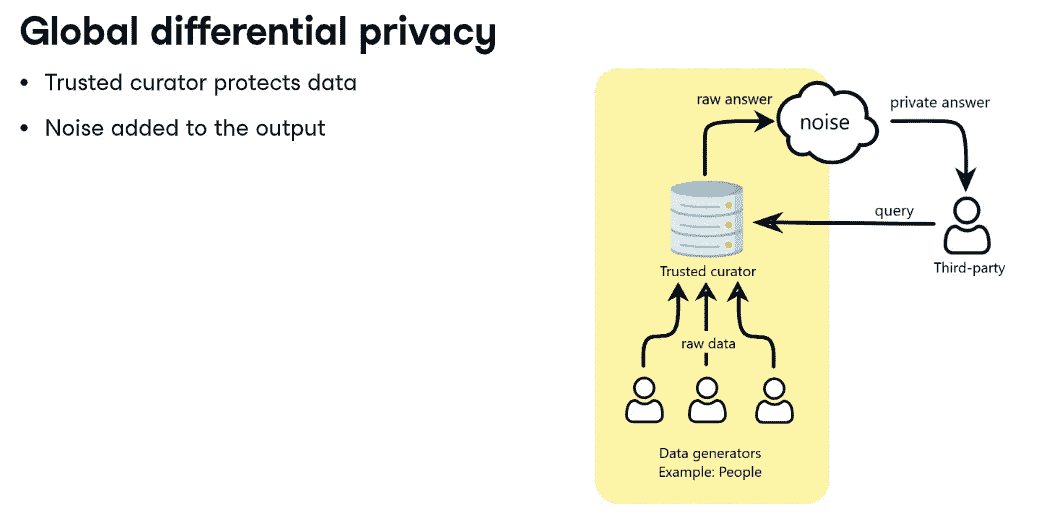 Global differential privacy
• Trusted curator protects data
• Noise added to the output
raw answer
noise
private answer
query
Third-party
Trusted curator
raw data
Data generators
Example: People